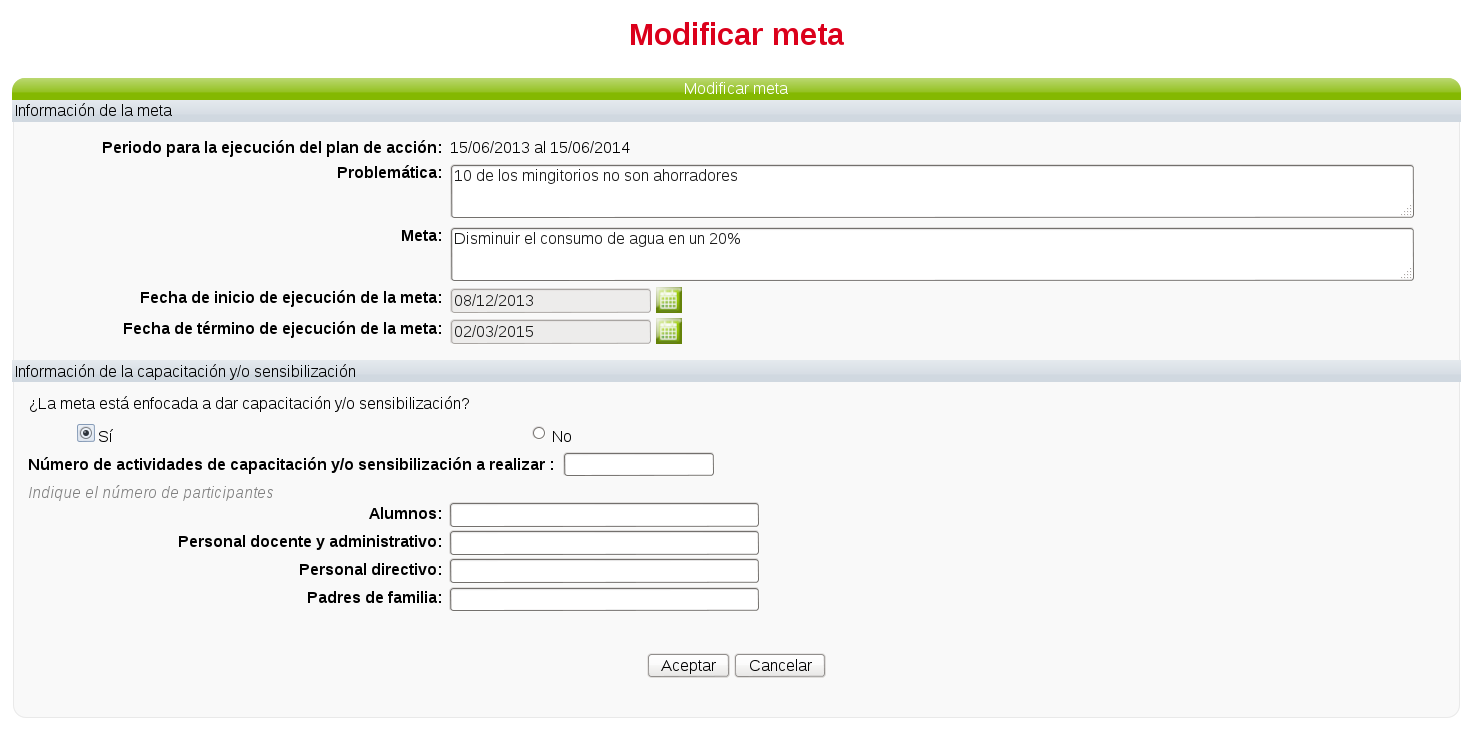 Modificar meta
Modificar meta
Información de la meta
Periodo para la ejecución del plan de acción: 15/06/2013 al 15/06/2014
Problemática: 10 de los mingitorios no son ahorradores
Meta: Disminuir el consumo de agua en un 20%
Fecha de inicio de ejecución de la meta: 08/12/2013
Fecha de término de ejecución de la meta: 02/03/2015
Información de la capacitación y/o sensibilización
¿La meta está enfocada a dar capacitación y/o sensibilización?
Sí No
Número de actividades de capacitación y/o sensibilización a realizar :
Indique el número de participantes
Alumnos:
Personal docente y administrativo:
Personal directivo:
Padres de familia:
Aceptar Cancelar